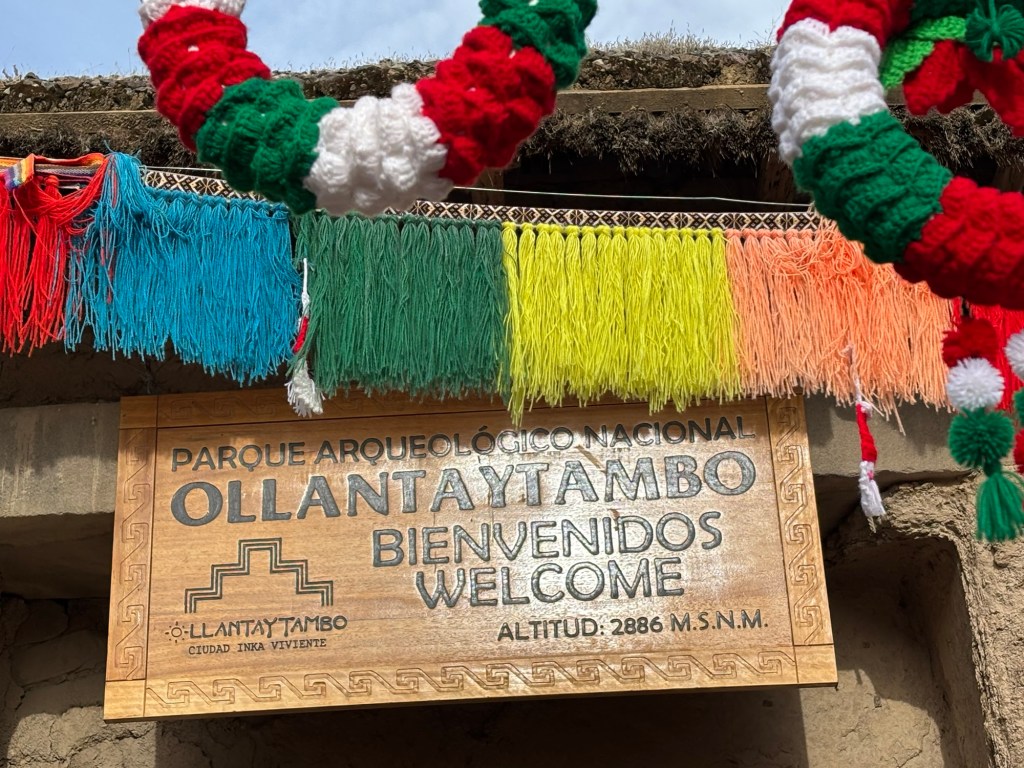 PARQUE ARQUEOLÓGICO NACIONAL
OLLANTAYTAMBO
BIENVENIDOS
WELCOME
OLLANTAYTAMBO
CIUDAD INKA VIVIENTE
ALTITUD: 2886 M.S.N.M.